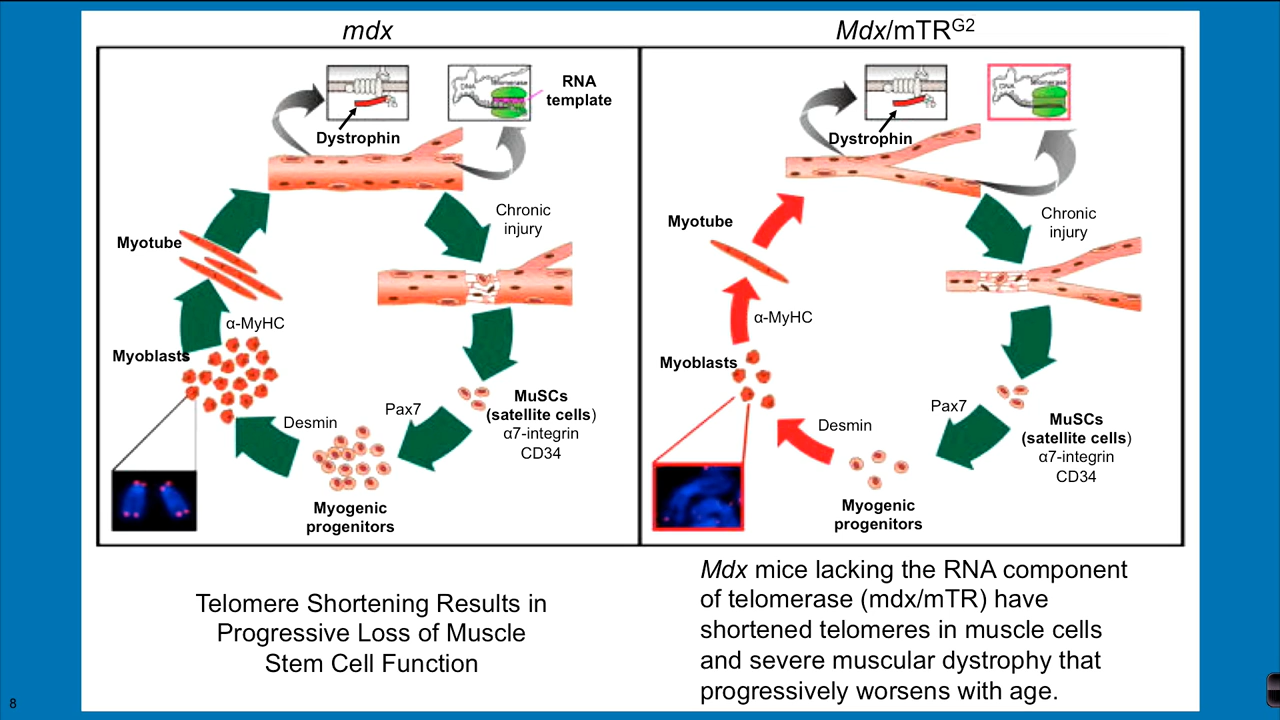 mdx
Mdx/mTRG2
RNA
template
Dystrophin
Chronic
injury
Myotube
α-MyHC
Myoblasts
MuSCs
(satellite cells)
α7-integrin
CD34
Pax7
Desmin
Myogenic
progenitors
telomerase
DNA
Dystrophin
Chronic
injury
Myotube
α-MyHC
Myoblasts
MuSCs
(satellite cells)
α7-integrin
CD34
Pax7
Desmin
Myogenic
progenitors
Telomere Shortening Results in
Progressive Loss of Muscle
Stem Cell Function
Mdx mice lacking the RNA component
of telomerase (mdx/mTR) have
shortened telomeres in muscle cells
and severe muscular dystrophy that
progressively worsens with age.
8